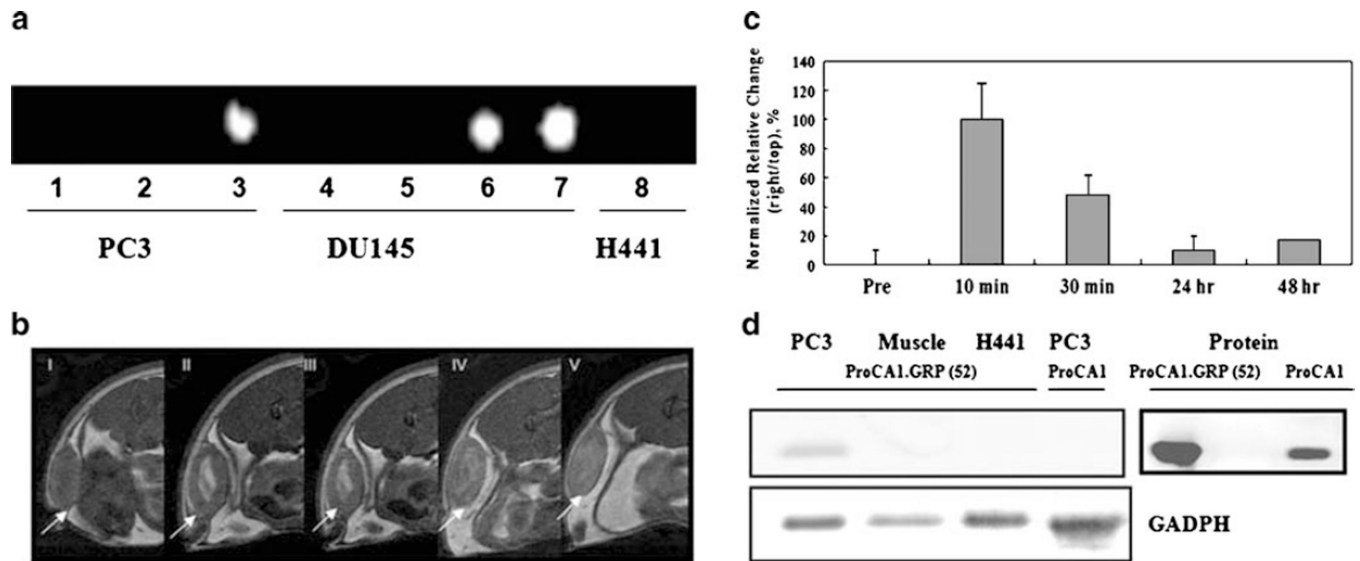 a
1 2 3 4 5 6 7 8
PC3 DU145 H441
b
I II III IV V
c
Normalized Relative Change
(right/top), %
140
120
100
80
60
40
20
0
Pre 10 min 30 min 24 hr 48 hr
d
PC3 Muscle H441 PC3 Protein
ProCA1.GRP (52) ProCA1 ProCA1.GRP (52) ProCA1
GADPH